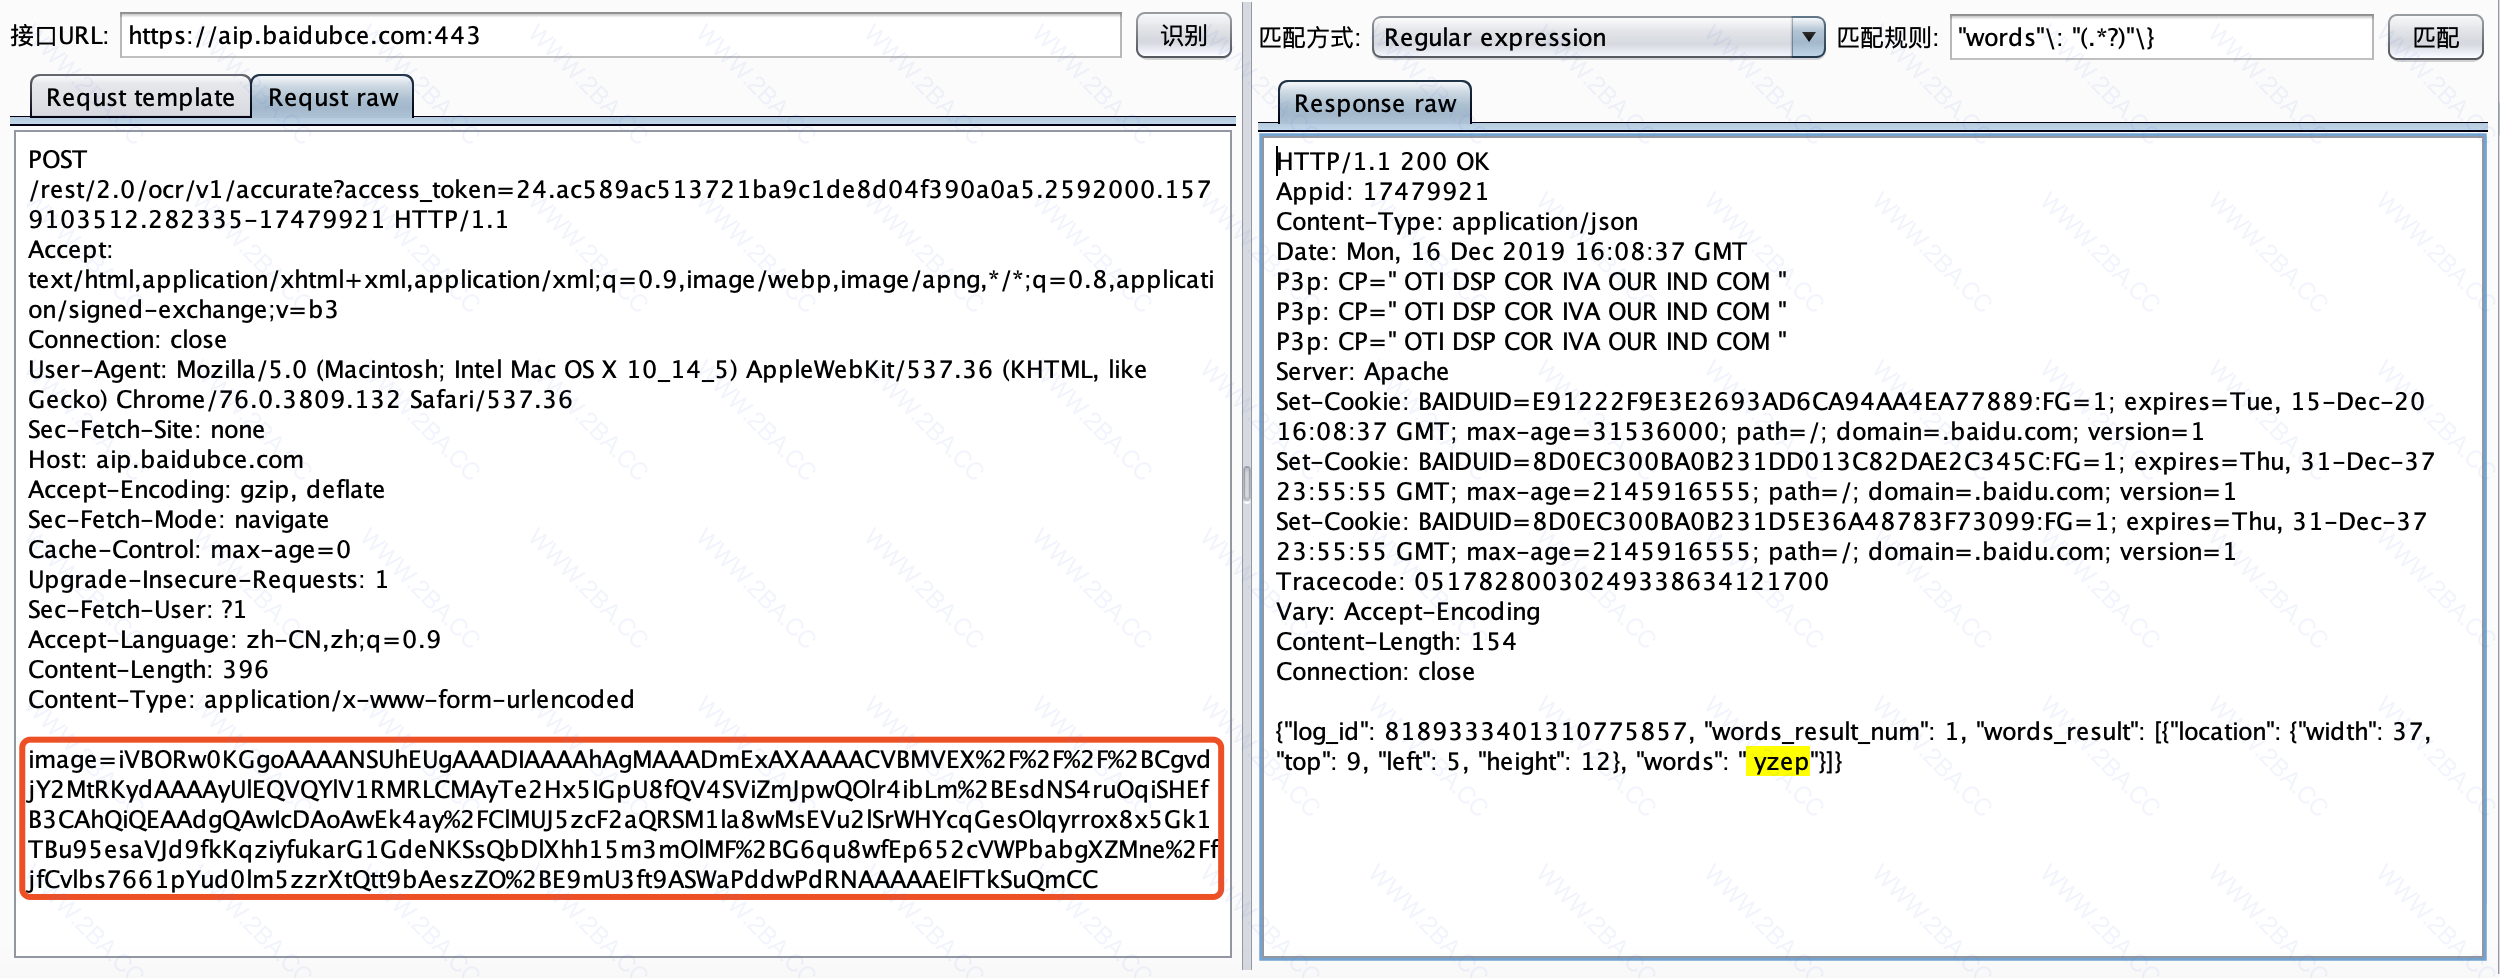 接口URL: https://aip.baidubce.com:443 识别
Requst template Requst raw
POST
/rest/2.0/ocr/v1/accurate?access_token=24.ac589ac513721ba9c1de8d04f390a0a5.2592000.157
9103512.282335-17479921 HTTP/1.1
Accept:
text/html,application/xhtml+xml,application/xml;q=0.9,image/webp,image/apng,*/*;q=0.8,applicati
on/signed-exchange;v=b3
Connection: close
User-Agent: Mozilla/5.0 (Macintosh; Intel Mac OS X 10_14_5) AppleWebKit/537.36 (KHTML, like
Gecko) Chrome/76.0.3809.132 Safari/537.36
Sec-Fetch-Site: none
Host: aip.baidubce.com
Accept-Encoding: gzip, deflate
Sec-Fetch-Mode: navigate
Cache-Control: max-age=0
Upgrade-Insecure-Requests: 1
Sec-Fetch-User: ?1
Accept-Language: zh-CN,zh;q=0.9
Content-Length: 396
Content-Type: application/x-www-form-urlencoded
image=iVBORw0KGgoAAAANSUhEUgAAADIAAAAhAgMAAADmExAXAAAACVBMVEX%2F%2F%2F%2BCgvd
jY2MtRKydAAAAyUlEQVQYlV1RMRLCMAyTe2Hx5IGpU8fQV4SViZmJpwQOlr4ibLm%2BEsdNS4ruOqiSHEf
B3CAhQiQEAAdgQAwIcDAoAwEk4ay%2FClMUJ5zcF2aQRSM1la8wMsEVu2lSrWHYcqGesOIqyrrox8x5Gk1
TBu95esaVJd9fkKqziyfukarG1GdeNKSsQbDlXhh15m3mOlMF%2BG6qu8wfEp652cVWPbabgXZMne%2Ff
jfCvlbs7661pYud0lm5zzrXtQtt9bAeszZO%2BE9mU3ft9ASWaPddwPdRNAAAAAElFTkSuQmCC
匹配方式: Regular expression 匹配规则: "words"\: "(.*?)"\} 匹配
Response raw
HTTP/1.1 200 OK
Appid: 17479921
Content-Type: application/json
Date: Mon, 16 Dec 2019 16:08:37 GMT
P3p: CP=" OTI DSP COR IVA OUR IND COM "
P3p: CP=" OTI DSP COR IVA OUR IND COM "
P3p: CP=" OTI DSP COR IVA OUR IND COM "
Server: Apache
Set-Cookie: BAIDUID=E91222F9E3E2693AD6CA94AA4EA77889:FG=1; expires=Tue, 15-Dec-20
16:08:37 GMT; max-age=31536000; path=/; domain=.baidu.com; version=1
Set-Cookie: BAIDUID=8D0EC300BA0B231DD013C82DAE2C345C:FG=1; expires=Thu, 31-Dec-37
23:55:55 GMT; max-age=2145916555; path=/; domain=.baidu.com; version=1
Set-Cookie: BAIDUID=8D0EC300BA0B231D5E36A48783F73099:FG=1; expires=Thu, 31-Dec-37
23:55:55 GMT; max-age=2145916555; path=/; domain=.baidu.com; version=1
Tracecode: 05178280030249338634121700
Vary: Accept-Encoding
Content-Length: 154
Connection: close
{"log_id": 8189333401310775857, "words_result_num": 1, "words_result": [{"location": {"width": 37,
"top": 9, "left": 5, "height": 12}, "words": " yzep"}]}
WWW.2BA.CC